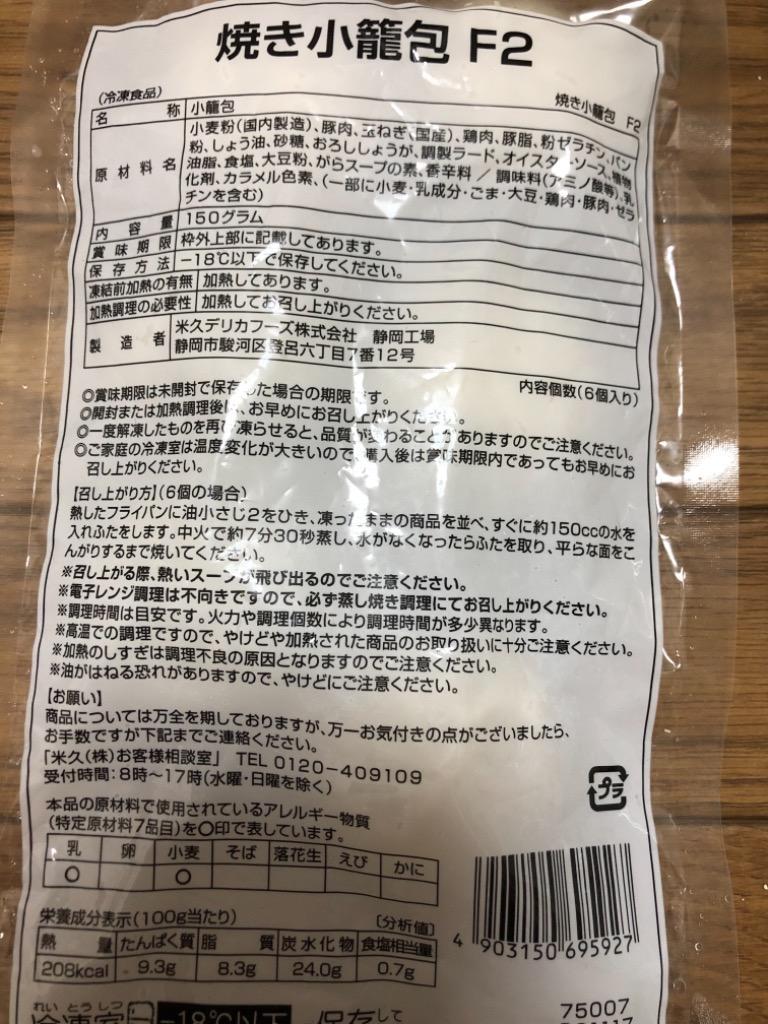 焼き小籠包 F2
(冷凍食品)
焼き小籠包 F2
名称 小籠包
原材料名 小麦粉(国内製造)、豚肉、玉ねぎ(国産)、鶏肉、豚脂、粉ゼラチン、パン
粉、しょう油、砂糖、おろししょうが、調製ラード、オイスターソース、植物
油脂、食塩、大豆粉、がらスープの素、香辛料／調味料(アミノ酸等)、乳
化剤、カラメル色素、(一部に小麦・乳成分・ごま・大豆・鶏肉・豚肉・ゼラ
チンを含む)
内容量 150グラム
賞味期限 枠外上部に記載してあります。
保存方法 −18℃以下で保存してください。
凍結前加熱の有無 加熱してあります。
加熱調理の必要性 加熱してお召し上がりください。
製造者 米久デリカフーズ株式会社 静岡工場
静岡市駿河区登呂六丁目7番12号
内容個数(6個入り)
◎賞味期限は未開封で保存した場合の期限です。
◎開封または加熱調理後は、お早めにお召し上がりください。
◎一度解凍したものを再び凍らせると、品質が変わることがありますのでご注意ください。
◎ご家庭の冷凍室は温度変化が大きいので、購入後は賞味期限内であってもお早めにお
召し上がりください。
【召し上がり方】(6個の場合)
熱したフライパンに油小さじ2をひき、凍ったままの商品を並べ、すぐに約150ccの水を
入れふたをします。中火で約7分30秒蒸し、水がなくなったらふたを取り、平らな面をこ
んがりするまで焼いてください。
※召し上がる際、熱いスープが飛び出るのでご注意ください。
※電子レンジ調理は不向きですので、必ず蒸し焼き調理にてお召し上がりください。
※調理時間は目安です。火力や調理個数により調理時間が多少異なります。
※高温での調理ですので、やけどや加熱された商品のお取り扱いに十分ご注意ください。
※加熱のしすぎは調理不良の原因となりますのでご注意ください。
※油がはねる恐れがありますので、やけどにご注意ください。
【お願い】
商品については万全を期しておりますが、万一お気付きの点がございましたら、
お手数ですが下記までご連絡ください。
「米久(株)お客様相談室」 TEL 0120-409109
受付時間：8時〜17時(水曜・日曜を除く)
プラ
本品の原材料で使用されているアレルギー物質
(特定原材料7品目)を○印で表しています。
乳 卵 小麦 そば 落花生 えび かに
○ ○
栄養成分表示(100g当たり) 〔分析値〕
熱量 たんぱく質 脂質 炭水化物 食塩相当量
208kcal 9.3g 8.3g 24.0g 0.7g
4 903150 695927
75007
れいとうしつ
冷凍室 −18℃以下 保存して